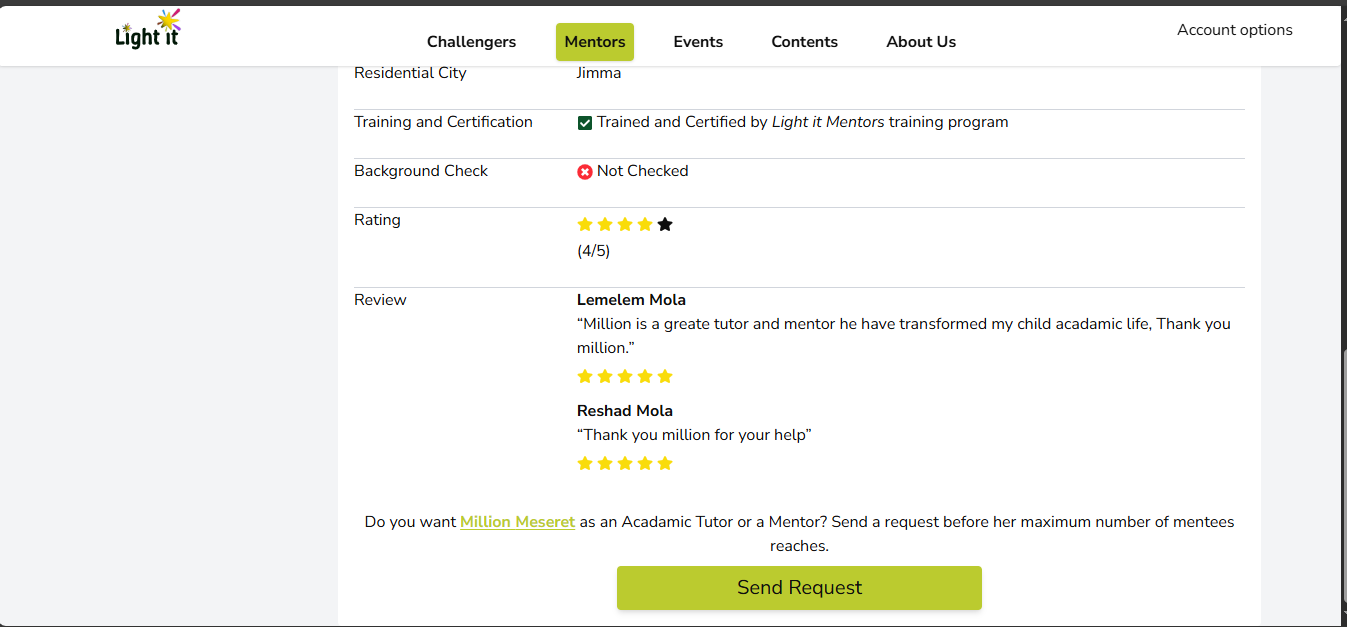 Light it
Challengers
Mentors
Events
Contents
About Us
Account options
Residential City
Jimma
Training and Certification
Trained and Certified by Light it Mentors training program
Background Check
Not Checked
Rating
(4/5)
Review
Lemelem Mola
“Million is a greate tutor and mentor he have transformed my child acadamic life, Thank you
million.”
Reshad Mola
“Thank you million for your help”
Do you want Million Meseret as an Acadamic Tutor or a Mentor? Send a request before her maximum number of mentees
reaches.
Send Request